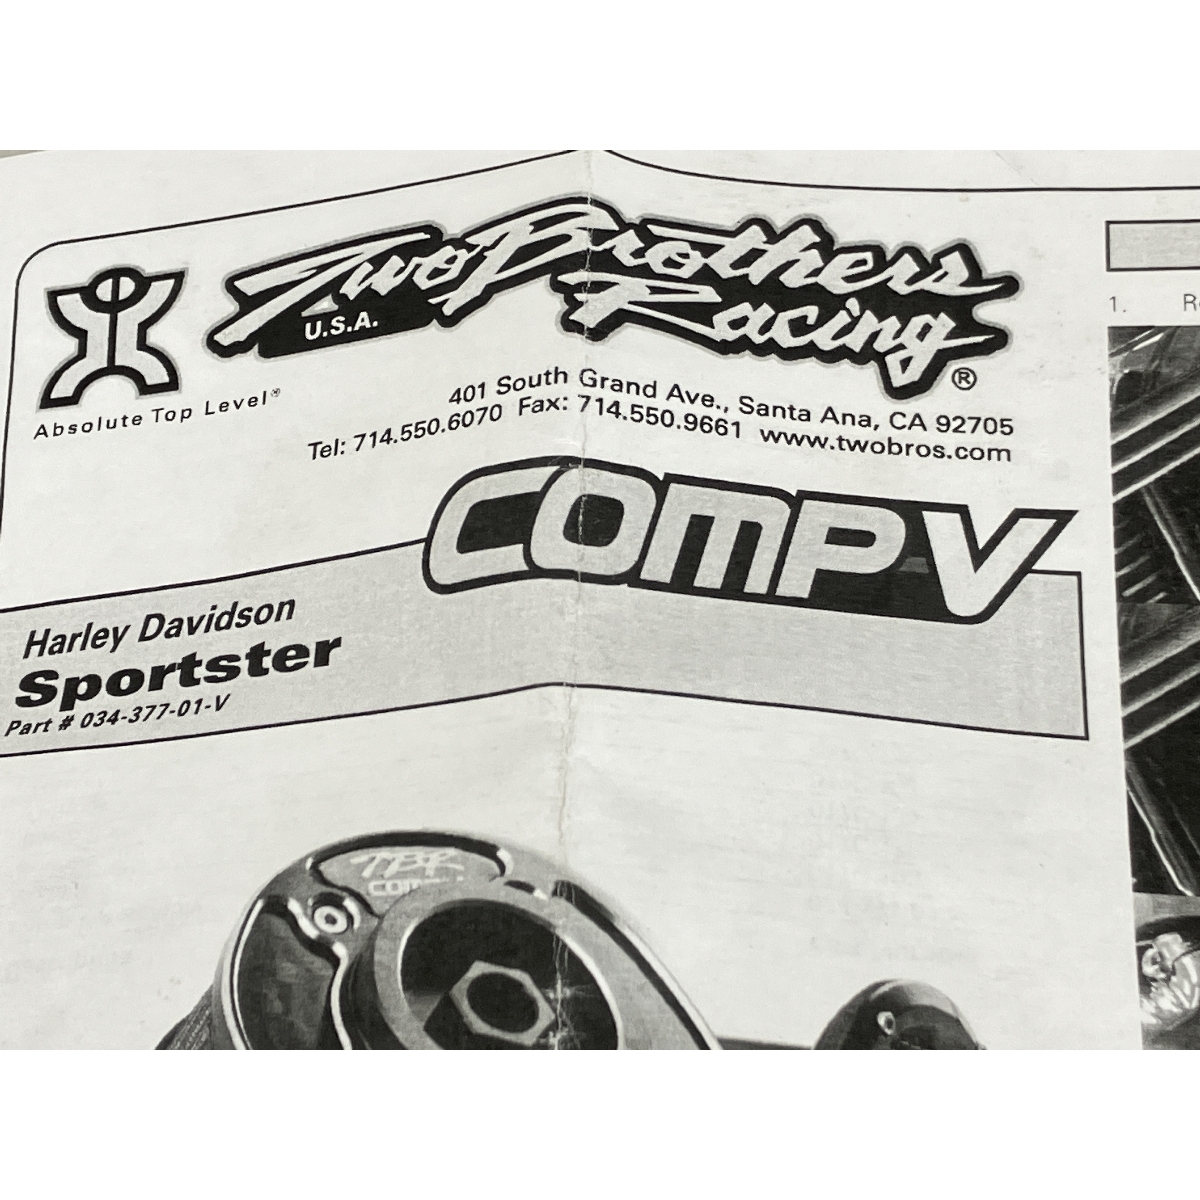 Two Brothers
Racing
U.S.A.
®
Absolute Top Level®
401 South Grand Ave., Santa Ana, CA 92705
Tel: 714.550.6070 Fax: 714.550.9661 www.twobros.com
COMP V
Harley Davidson
Sportster
Part # 034-377-01-V
TBR
1.